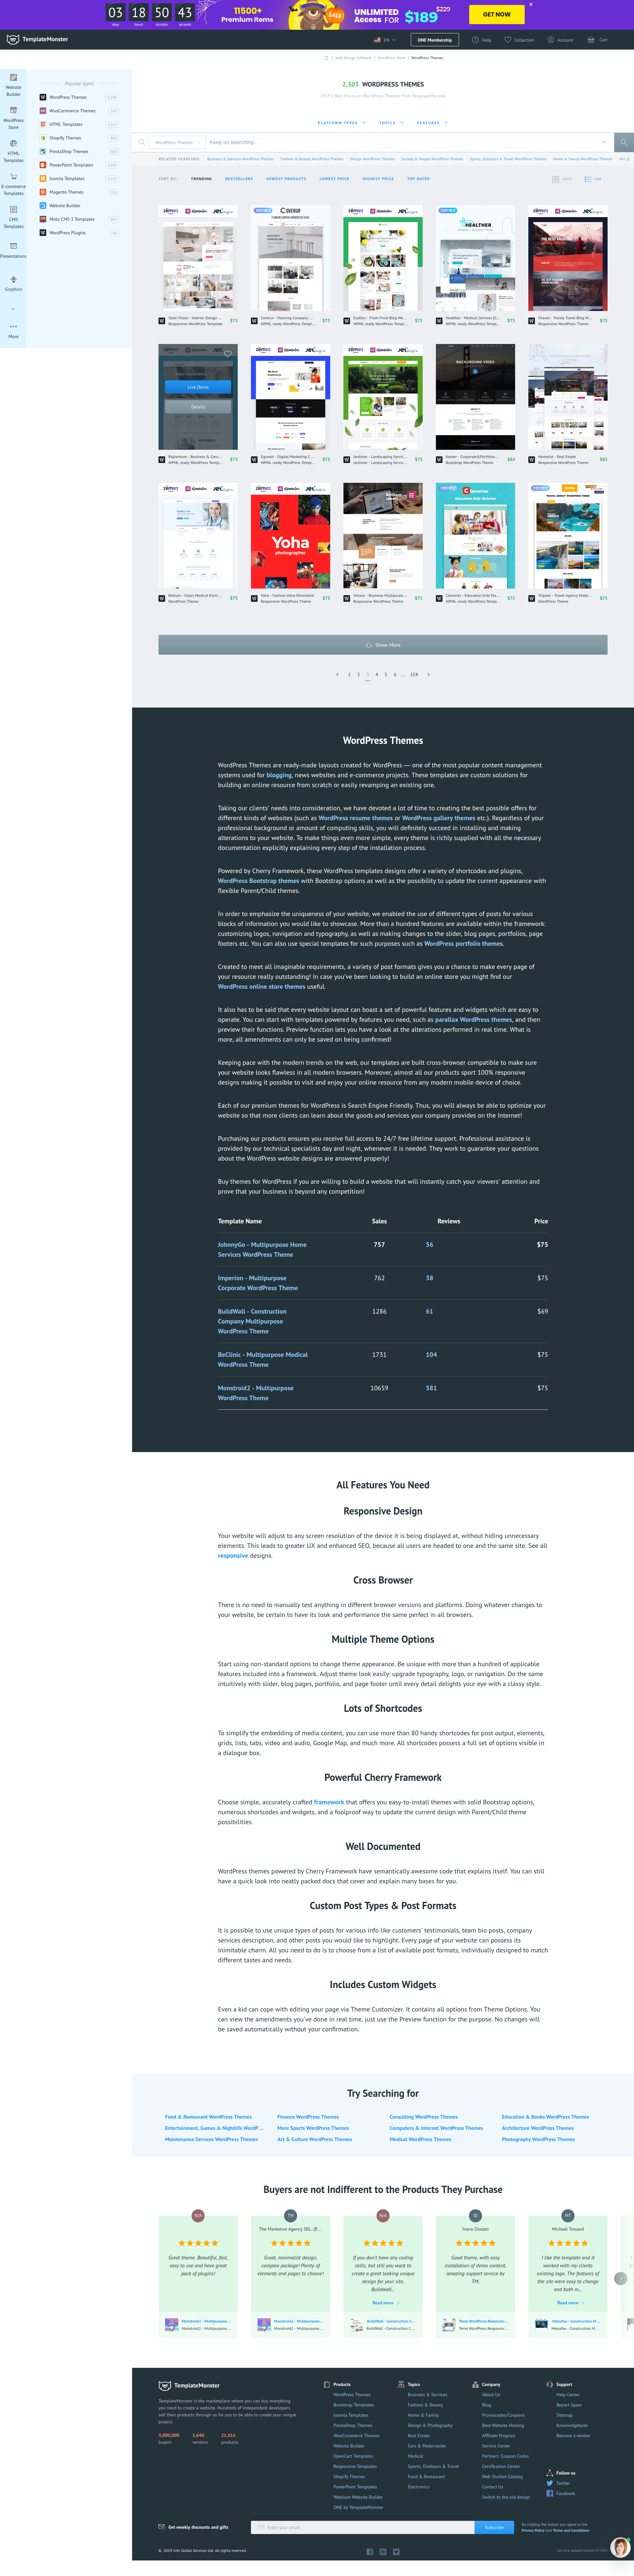 03 18 50 43
days hours minutes seconds
11500+
Premium Items
SALE
UNLIMITED
Access FOR $189
$229
GET NOW
TemplateMonster
EN
ONE Membership
Help
Collection
Account
Cart
Web Design Software | WordPress Store | WordPress Themes
Website
Builder
WordPress
Store
HTML
Templates
E-commerce
Templates
CMS
Templates
Presentations
Graphics
More
Popular types
WordPress Themes
WooCommerce Themes
HTML Templates
Shopify Themes
PrestaShop Themes
PowerPoint Templates
Joomla Templates
Magento Themes
Website Builder
Moto CMS 3 Templates
WordPress Plugins
2,303 WORDPRESS THEMES
2019's Best Premium WordPress Themes from TemplateMonster
PLATFORM TYPES TOPICS FEATURES
WordPress Themes
Keep on searching...
RELATED SEARCHES: Business & Services WordPress Themes Fashion & Beauty WordPress Themes Design WordPress Themes Society & People WordPress Themes Sports, Outdoors & Travel WordPress Themes Home & Family WordPress Themes
SORT BY: TRENDING BESTSELLERS NEWEST PRODUCTS LOWEST PRICE HIGHEST PRICE TOP RATED
List
Style Vision - Interior Design ... $75
Responsive WordPress Template
Coverur - Flooring Company ... $75
WPML ready WordPress Templ...
EcoDex - Fresh Food Blog Wo... $75
WPML ready WordPress Templ...
Healther - Medical Services El... $75
WPML ready WordPress Templ...
iTravel - Trendy Travel Blog W... $75
Responsive WordPress Theme
Live Demo
Details
BACKGROUND VIDEO
BigVenture - Business & Cons... $75
WPML ready WordPress Templ...
Egrowit - Digital Marketing C... $75
WPML ready WordPress Templ...
Jardinier - Landscaping Servic... $75
Jardinier - Landscaping Servic...
Kavier - Corporate&Portfolio... $84
Bootstrap WordPress Theme
Homelist - Real Estate $85
Responsive WordPress Theme
Yoha
photographer
Beltcin - Clean Medical Elem... $75
WordPress Theme
Yoha - Fashion Ultra Minimalist $75
Responsive WordPress Theme
Imovo - Business Multipurpo... $75
Responsive WordPress Theme
Ceveries - Education Kids Ele... $75
WPML ready WordPress Templ...
Tripster - Travel Agency-Mode... $75
WordPress Theme
Show More
1 2 3 4 5 6 ... 154
WordPress Themes
WordPress Themes are ready-made layouts created for WordPress — one of the most popular content management
systems used for blogging, news websites and e-commerce projects. These templates are custom solutions for
building an online resource from scratch or easily revamping an existing one.
Taking our clients' needs into consideration, we have devoted a lot of time to creating the best possible offers for
different kinds of websites (such as WordPress resume themes or WordPress gallery themes etc.). Regardless of your
professional background or amount of computing skills, you will definitely succeed in installing and making
alterations to your website. To make things even more simple, every theme is richly supplied with all the necessary
documentation explicitly explaining every step of the installation process.
Powered by Cherry Framework, these WordPress templates designs offer a variety of shortcodes and plugins,
WordPress Bootstrap themes with Bootstrap options as well as the possibility to update the current appearance with
flexible Parent/Child themes.
In order to emphasize the uniqueness of your website, we enabled the use of different types of posts for various
blocks of information you would like to showcase. More than a hundred features are available within the framework:
customizing logos, navigation and typography, as well as making changes to the slider, blog pages, portfolios, page
footers etc. You can also use special templates for such purposes such as WordPress portfolio themes.
Created to meet all imaginable requirements, a variety of post formats gives you a chance to make every page of
your resource really outstanding! In case you've been looking to build an online store you might find our
WordPress online store themes useful.
It also has to be said that every website owner can boast a set of powerful features and widgets which are easy to
operate. You can start with templates powered by features you need, such as parallax WordPress themes, and then
preview their functions. Preview function lets you have a look at the alterations performed in real time. What is
more, all amendments can only be saved on being confirmed!
Keeping pace with the modern trends on the web, our templates are built cross-browser compatible to make sure
your website looks flawless in all modern browsers. Moreover, almost all our products sport 100% responsive
designs making it possible to visit and enjoy your online resource from any modern mobile device of choice.
Each of our premium themes for WordPress is Search Engine Friendly. Thus, you will always be able to optimize your
website so that more clients can learn about the goods and services your company provides on the Internet!
Purchasing our products ensures you receive full access to 24/7 free lifetime support. Professional assistance is
provided by our technical specialists day and night, whenever it is required. They work to guarantee your questions
about the WordPress website designs are answered properly!
Buy themes for WordPress if you are willing to build a website that will instantly catch your viewers' attention and
prove that your business is beyond any competition!
Template Name Sales Reviews Price
JohnnyGo - Multipurpose Home 737 56 $75
Services WordPress Theme
Imperion - Multipurpose 762 38 $75
Corporate WordPress Theme
BuildWall - Construction 1286 61 $69
Company Multipurpose
WordPress Theme
BeClinic - Multipurpose Medical 1731 104 $75
WordPress Theme
Monstroid2 - Multipurpose 10659 581 $75
WordPress Theme
All Features You Need
Responsive Design
Your website will adjust to any screen resolution of the device it is being displayed at, without hiding necessary
elements. This leads to greater UX and enhanced SEO, because all users are headed to one and the same site. See all
responsive designs.
Cross Browser
There is no need to manually test anything in different browser versions and platforms. Doing whatever changes to
your website, be certain to have its look and performance the same perfect in all browsers.
Multiple Theme Options
Start using non-standard options to change theme appearance. Be unique with more than a hundred of applicable
features included into a framework. Adjust theme look easily: upgrade typography, logo, or navigation. Do the same
intuitively with slider, blog pages, portfolio, and page footer until every detail delights your eye with a classy style.
Lots of Shortcodes
To simplify the embedding of media content, you can use more than 80 handy shortcodes for post output, elements,
grids, lists, tabs, video and audio, Google Map, and much more. All shortcodes possess a full set of options visible in
a dialogue box.
Powerful Cherry Framework
Choose simple, accurately crafted framework that offers you easy-to-install themes with solid Bootstrap options,
numerous shortcodes and widgets, and a foolproof way to update the current design with Parent/Child theme
possibilities.
Well Documented
WordPress themes powered by Cherry Framework have semantically awesome code that explains itself. You can still
have a quick look into neatly packed docs that cover and explain many bases for you.
Custom Post Types & Post Formats
It is possible to use unique types of posts for various info like customers' testimonials, team bio posts, company
services description, and other posts you would like to highlight. Every page of your website can possess its
inimitable charm. All you need to do is to choose from a list of available post formats, individually designed to match
different tastes and needs.
Includes Custom Widgets
Even a kid can cope with editing your page via Theme Customizer. It contains all options from Theme Options. You
can view the amendments you've done in real time, just use the Preview function for the purpose. No changes will
be saved automatically without your confirmation.
Try Searching for
Food & Restaurant WordPress Themes Finance WordPress Themes Consulting WordPress Themes Education & Books WordPress Themes
Entertainment, Games & Nightlife WordP... More Sports WordPress Themes Computers & Internet WordPress Themes Architecture WordPress Themes
Maintenance Services WordPress Themes Art & Culture WordPress Themes Medical WordPress Themes Photography WordPress Themes
Buyers are not Indifferent to the Products They Purchase
N/A
Great theme. Beautiful, fast,
easy to use and have great
pack of plugins!
Monstroid2 - Multipurpose...
Monstroid2 - Multipurpose...
TM
The Marketive Agency SRL. (R...
Great, minimalist design,
complex package! Plenty of
elements and pages to choose!
Monstroid2 - Multipurpose...
Monstroid2 - Multipurpose...
N/A
If you don't have any coding
skills, but still you want to
create a great looking unique
design for your site,
Buildwall...
Read more
BuildWall - Construction C...
BuildWall - Construction C...
ID
Ivano Diodati
Good theme, with easy
installation of demo content,
amazing support service by
TM.
Tema WordPress Responsiv...
Tema WordPress Responsiv...
MT
Michael Trouard
I like the template and it
worked with my clients
existing logo. The features of
the site were easy to change
and both m...
Read more
Manufax - Construction M...
Manufax - Construction M...
TemplateMonster
TemplateMonster is the marketplace where you can buy everything
you need to create a website. Hundreds of independent developers
sell their products through us for you to be able to create your unique
project.
3,000,000 1,640 21,416
buyers vendors products
Products
WordPress Themes
Bootstrap Templates
Joomla Templates
PrestaShop Themes
WooCommerce Themes
Website Builder
OpenCart Templates
Responsive Templates
Shopify Themes
PowerPoint Templates
Weblium Website Builder
ONE by TemplateMonster
Topics
Business & Services
Fashion & Beauty
Home & Family
Design & Photography
Real Estate
Cars & Motorcycles
Medical
Sports, Outdoors & Travel
Food & Restaurant
Electronics
Company
About Us
Blog
Promocodes/Coupons
Best Website Hosting
Affiliate Program
Service Center
Partners' Coupon Codes
Certification Center
Web Studios Catalog
Contact Us
Switch to the old design
Support
Help Center
Report Spam
Sitemap
Knowledgebase
Become a vendor
Follow us
Twitter
Facebook
Get weekly discounts and gifts
Enter your email
Subscribe
By clicking the button you agree to the
Privacy Policy and Terms and Conditions
© 2019 Info Global Services Ltd. All rights reserved.